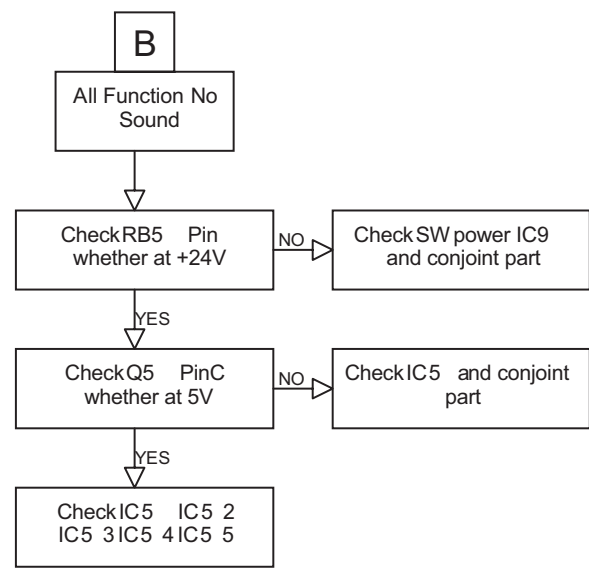 B
All Function No
Sound
Check RB5 Pin
whether at +24V
NO
Check SW power IC9
and conjoint part
YES
Check Q5 Pin C
whether at 5V
NO
Check IC5 and conjoint
part
YES
Check IC5 IC5 2
IC5 3 IC5 4 IC5 5